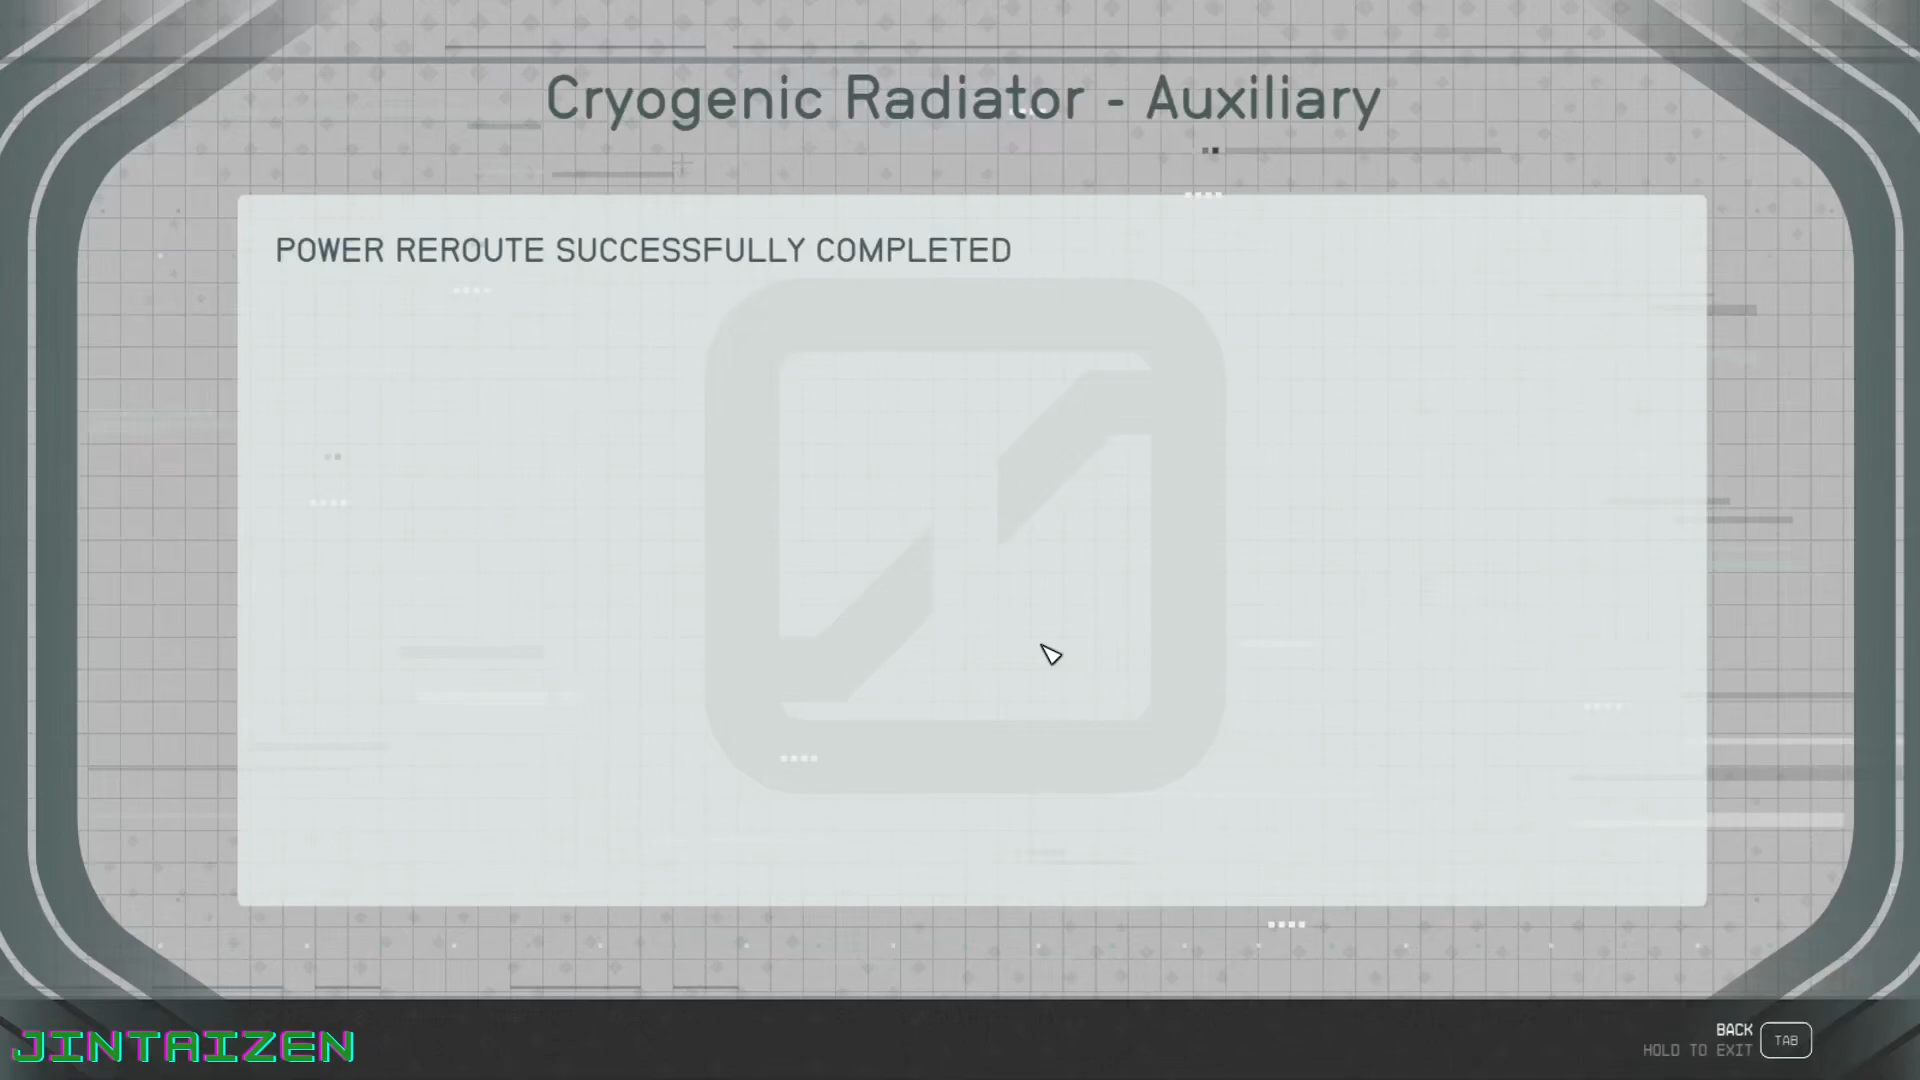 Cryogenic Radiator - Auxiliary
POWER REROUTE SUCCESSFULLY COMPLETED
JINTAIZEN
BACK
HOLD TO EXIT
TAB